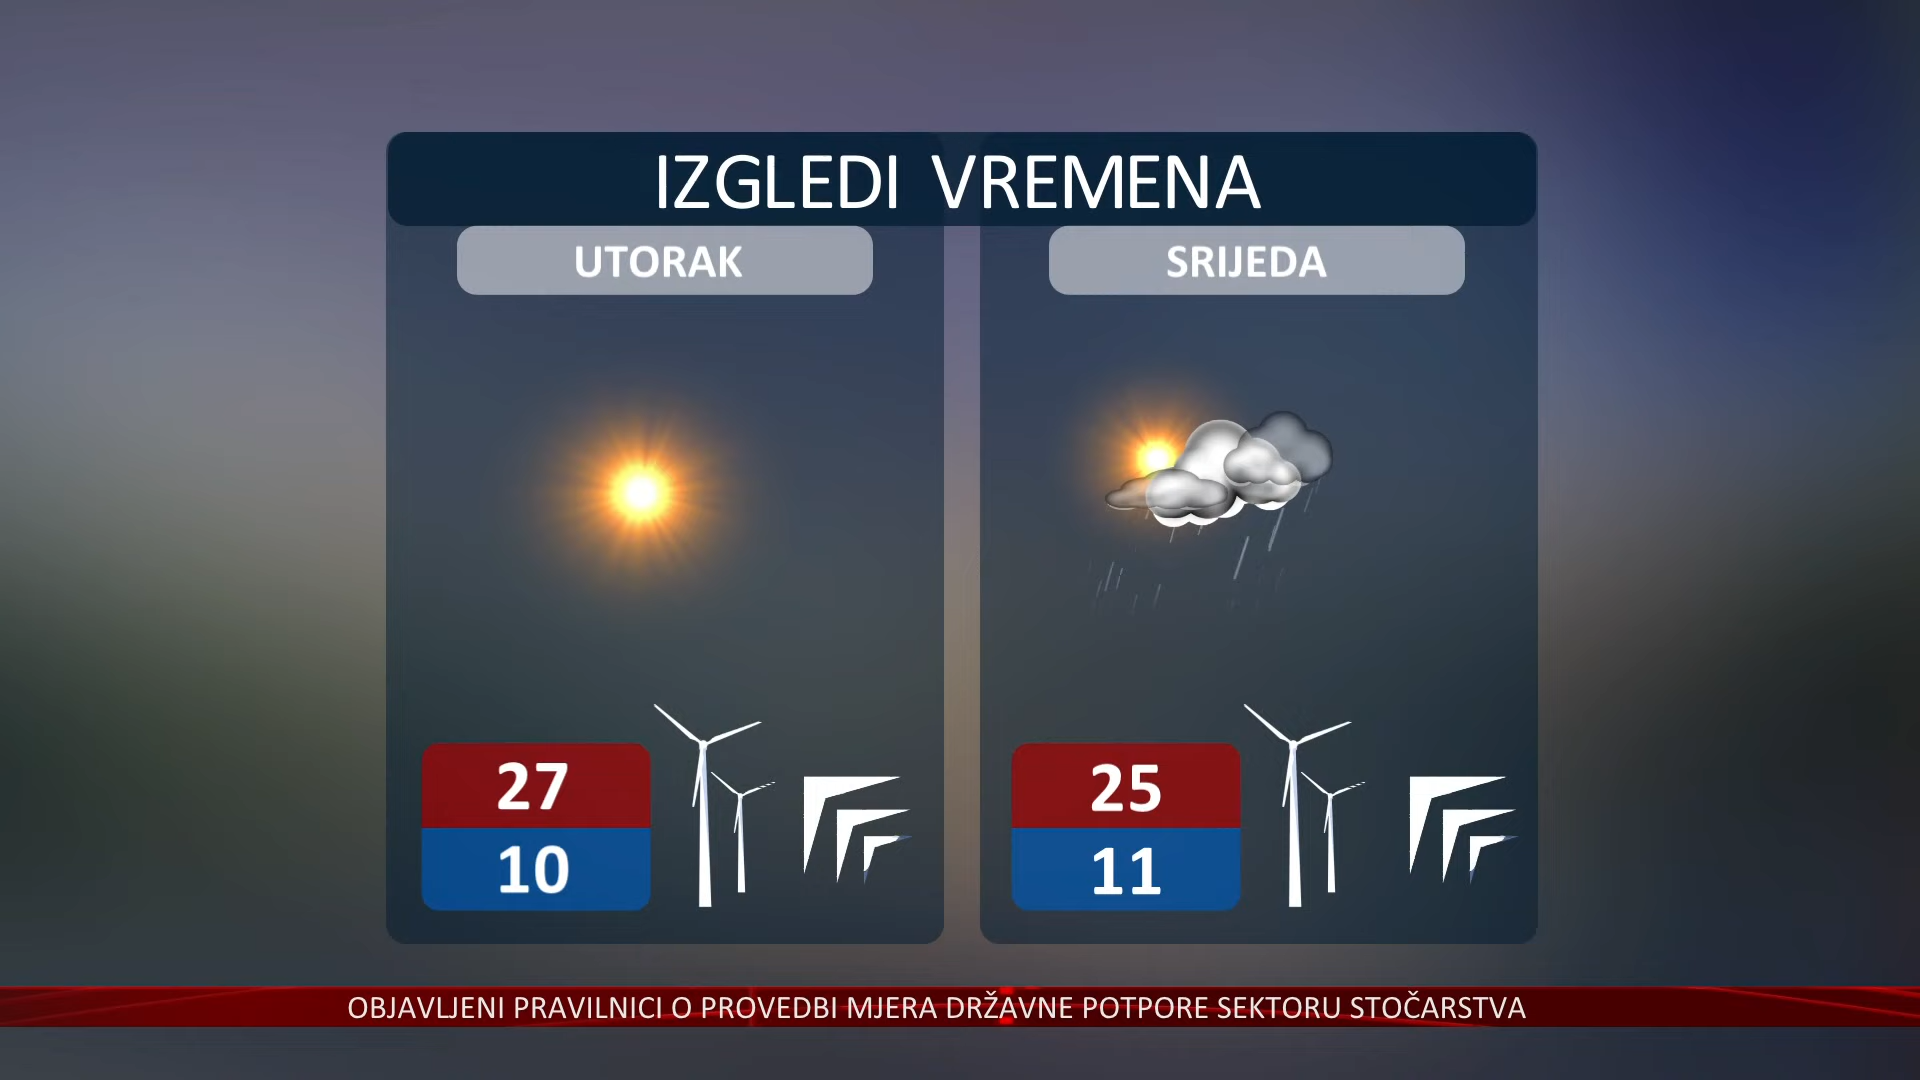 IZGLEDI VREMENA
UTORAK
SRIJEDA
27
10
25
11
OBJAVLJENI PRAVILNICI O PROVEDBI MJERA DRŽAVNE POTPORE SEKTORU STOČARSTVA